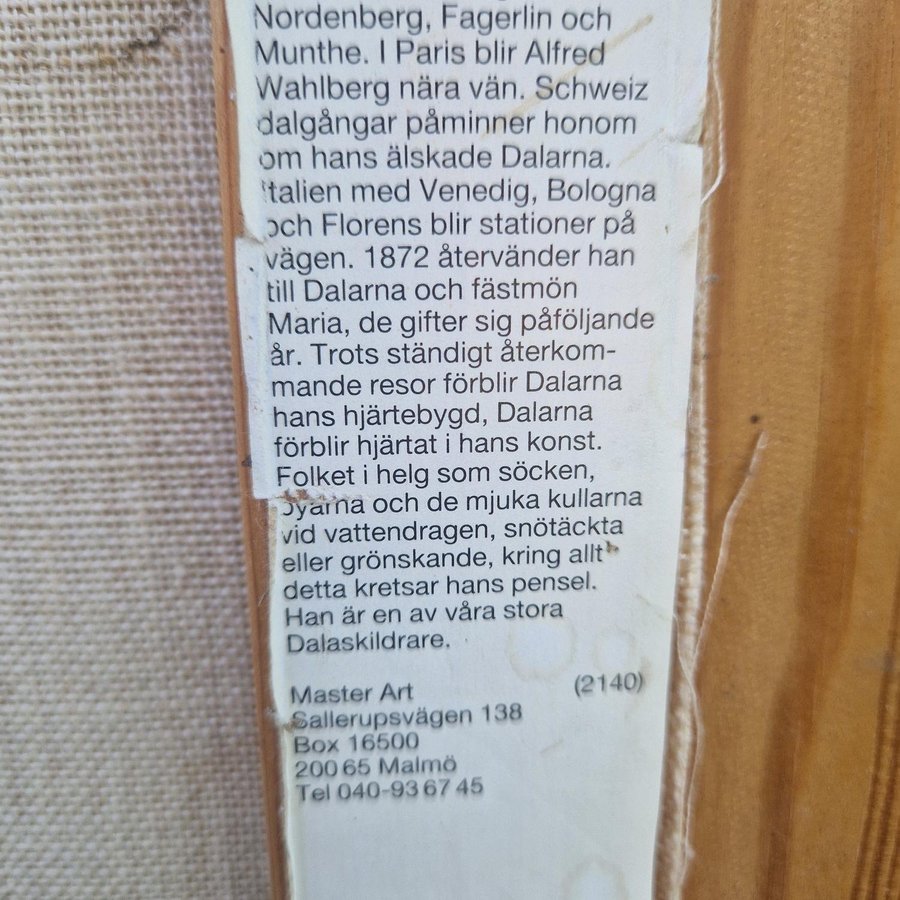 Nordenberg, Fagerlin och
Munthe. I Paris blir Alfred
Wahlberg nära vän. Schweiz
dalgångar påminner honom
om hans älskade Dalarna.
Italien med Venedig, Bologna
och Florens blir stationer på
vägen. 1872 återvänder han
till Dalarna och fästmön
Maria, de gifter sig påföljande
år. Trots ständigt återkom-
mande resor förblir Dalarna
hans hjärtebygd, Dalarna
förblir hjärtat i hans konst.
Folket i helg som söcken,
byarna och de mjuka kullarna
vid vattendragen, snötäckta
eller grönskande, kring allt
detta kretsar hans pensel.
Han är en av våra stora
Dalaskildrare.
Master Art (2140)
Sallerupsvägen 138
Box 16500
200 65 Malmö
Tel 040-93 67 45